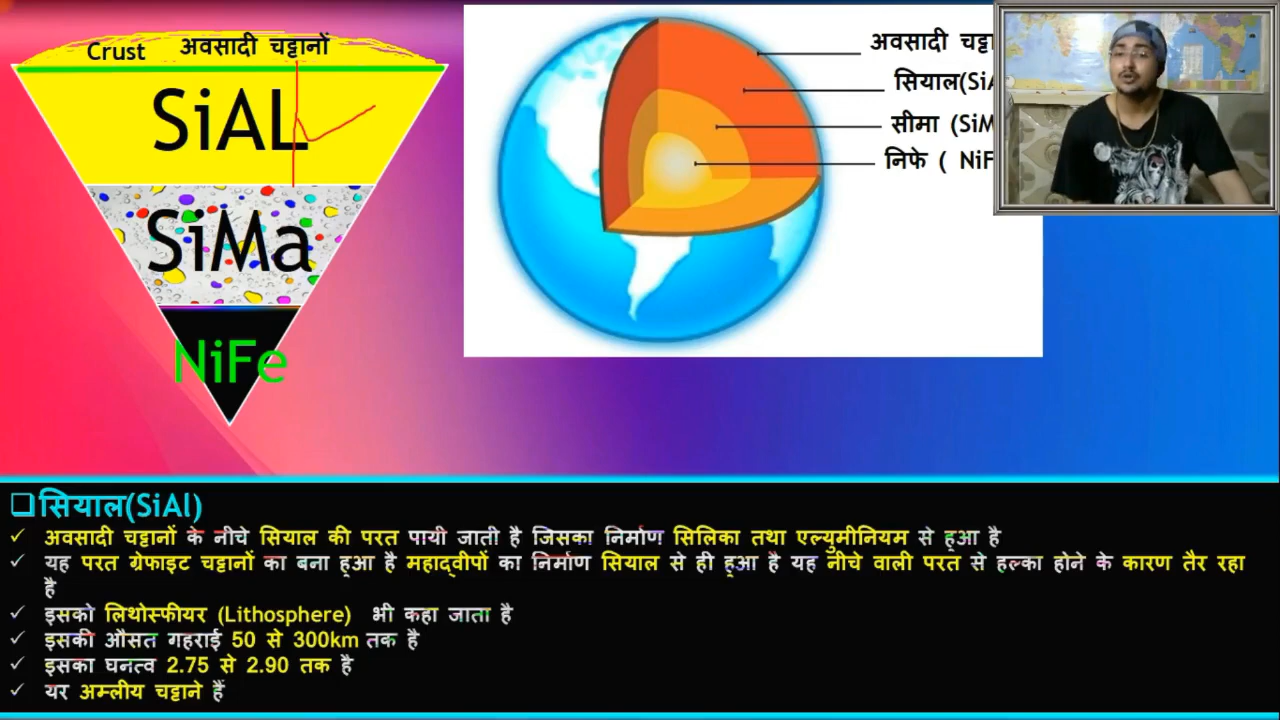 Crust अवसादी चट्टानों
SiAL
SiMa
NiFe
अवसादी चट्टा
सियाल(SiA
सीमा (SiM
निफे ( NiF
सियाल(SiAl)
अवसादी चट्टानों के नीचे सियाल की परत पायी जाती है जिसका निर्माण सिलिका तथा एल्युमीनियम से हुआ है
यह परत ग्रेफाइट चट्टानों का बना हुआ है महाद्वीपों का निर्माण सियाल से ही हुआ है यह नीचे वाली परत से हल्का होने के कारण तैर रहा
है
इसको लिथोस्फीयर (Lithosphere) भी कहा जाता है
इसकी औसत गहराई 50 से 300km तक है
इसका घनत्व 2.75 से 2.90 तक है
यर अम्लीय चट्टाने हैं